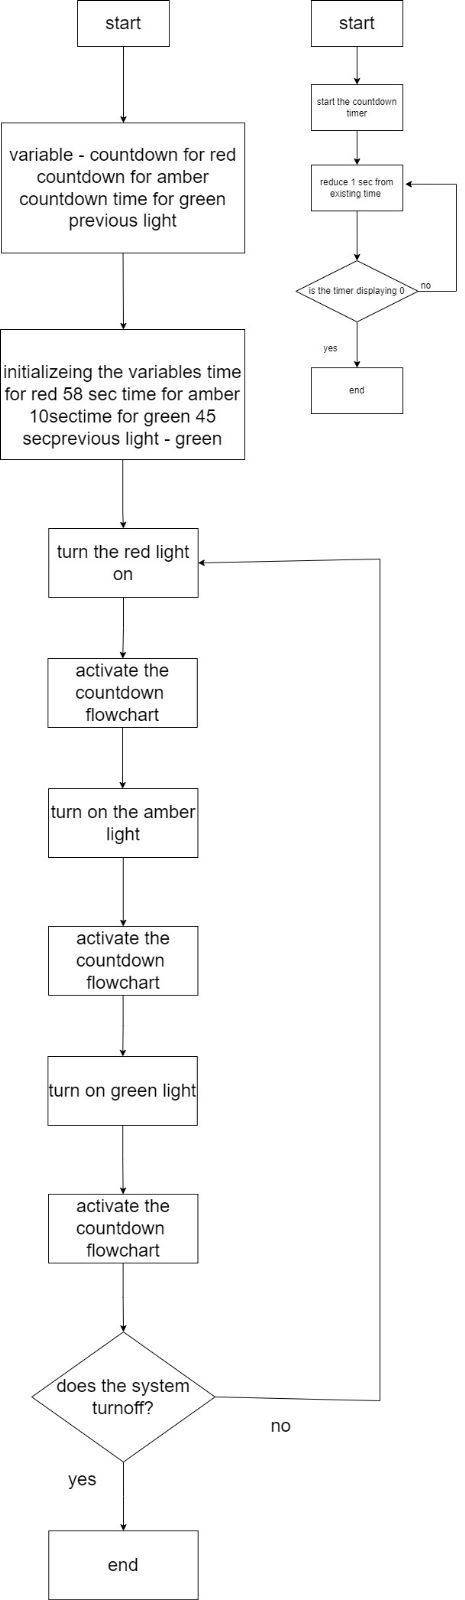 start
variable - countdown for red
countdown for amber
countdown time for green
previous light
initializeing the variables time
for red 58 sec time for amber
10sectime for green 45
secprevious light - green
turn the red light
on
activate the
countdown
flowchart
turn on the amber
light
activate the
countdown
flowchart
turn on green light
activate the
countdown
flowchart
does the system
turnoff?
no
yes
end
start
start the countdown
timer
reduce 1 sec from
existing time
is the timer displaying 0
no
yes
end